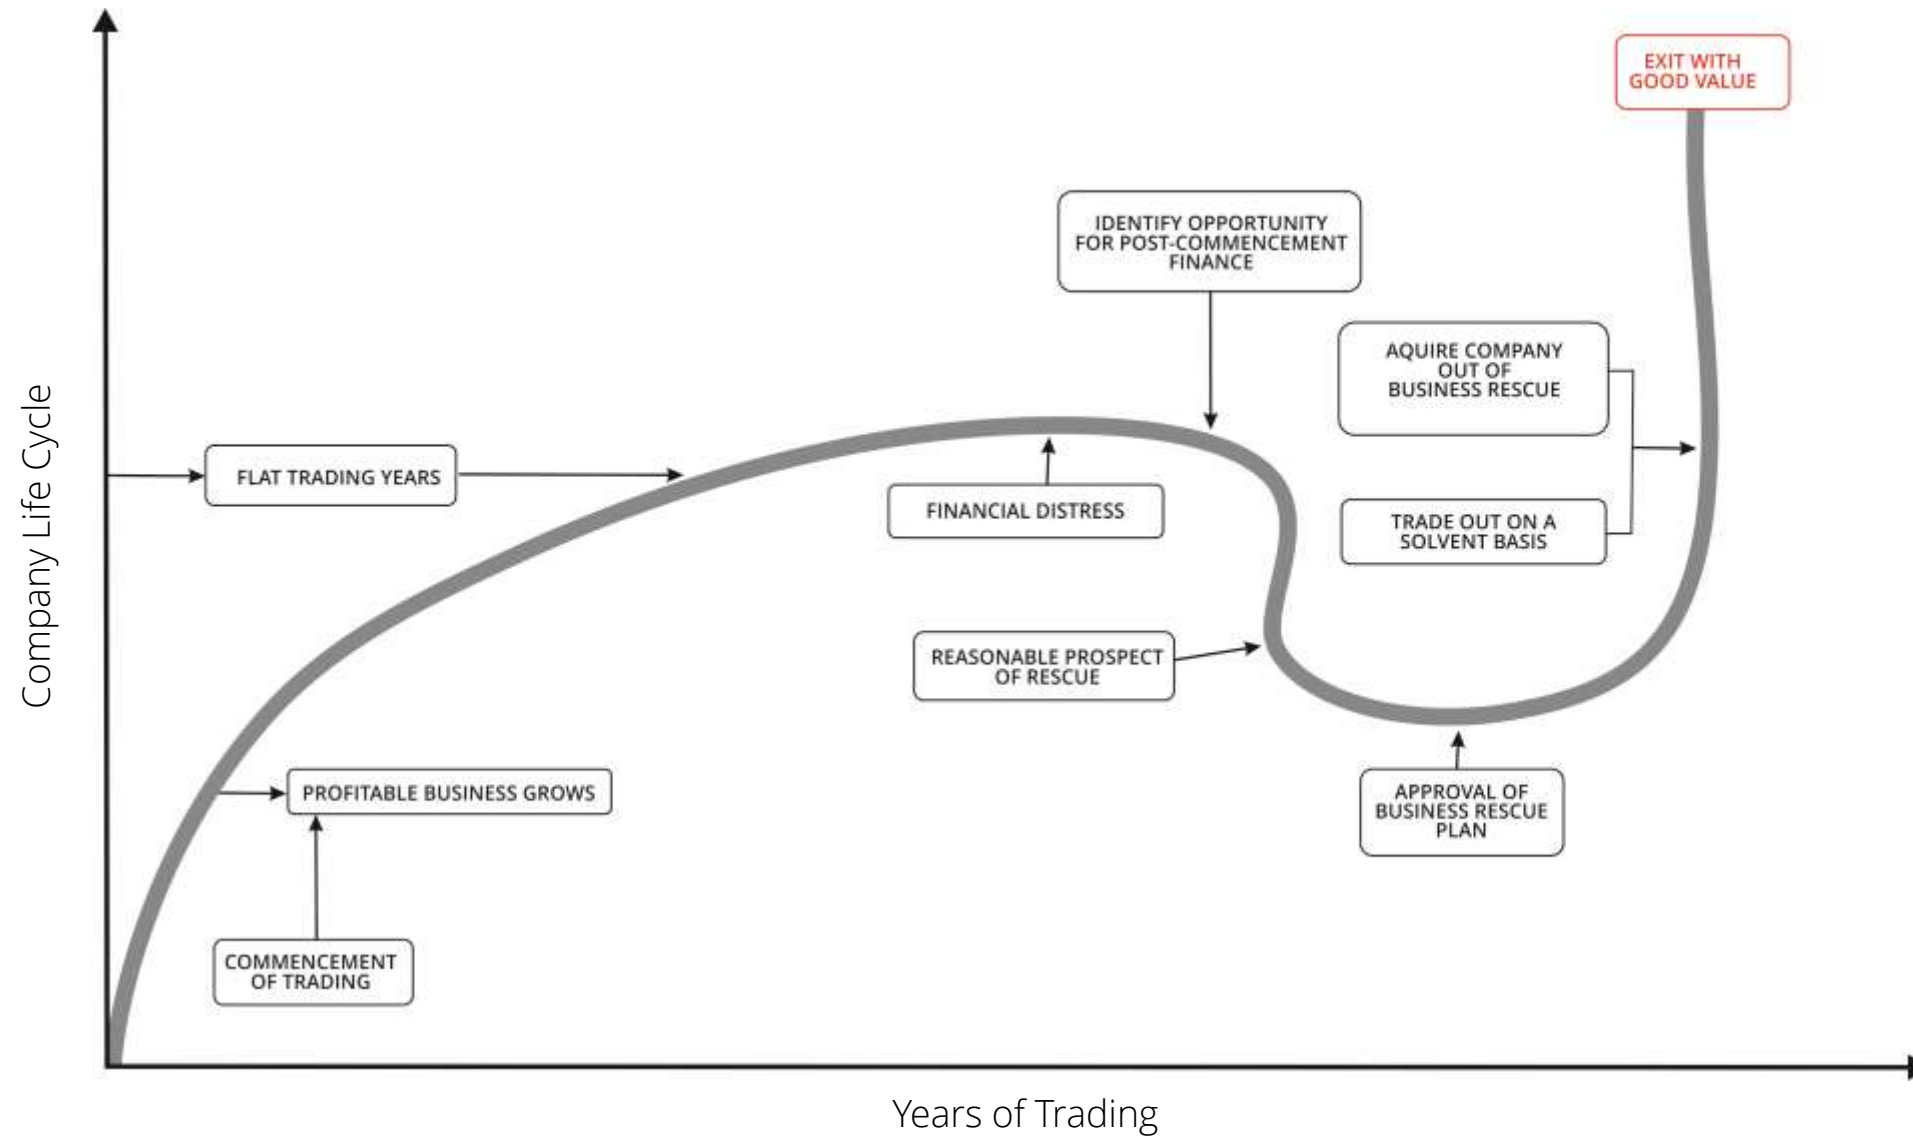 EXIT WITH
GOOD VALUE
IDENTIFY OPPORTUNITY
FOR POST-COMMENCEMENT
FINANCE
AQUIRE COMPANY
OUT OF
BUSINESS RESCUE
FLAT TRADING YEARS
FINANCIAL DISTRESS
TRADE OUT ON A
SOLVENT BASIS
REASONABLE PROSPECT
OF RESCUE
PROFITABLE BUSINESS GROWS
APPROVAL OF
BUSINESS RESCUE
PLAN
COMMENCEMENT
OF TRADING
Company Life Cycle
Years of Trading